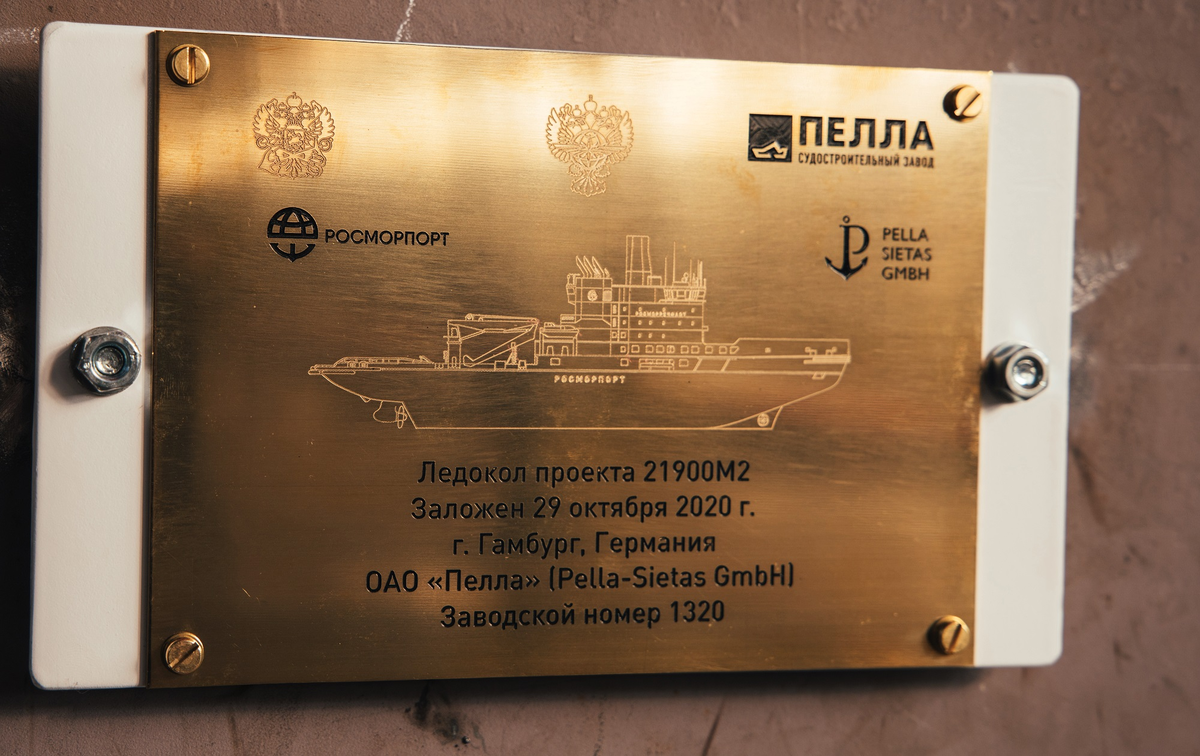 ПЕЛЛА
СУДОСТРОИТЕЛЬНЫЙ ЗАВОД
РОСМОРПОРТ
PELLA
SIETAS
GMBH
РОСМОРПОРТ
Ледокол проекта 21900М2
Заложен 29 октября 2020 г.
г. Гамбург, Германия
ОАО «Пелла» (Pella-Sietas GmbH)
Заводской номер 1320